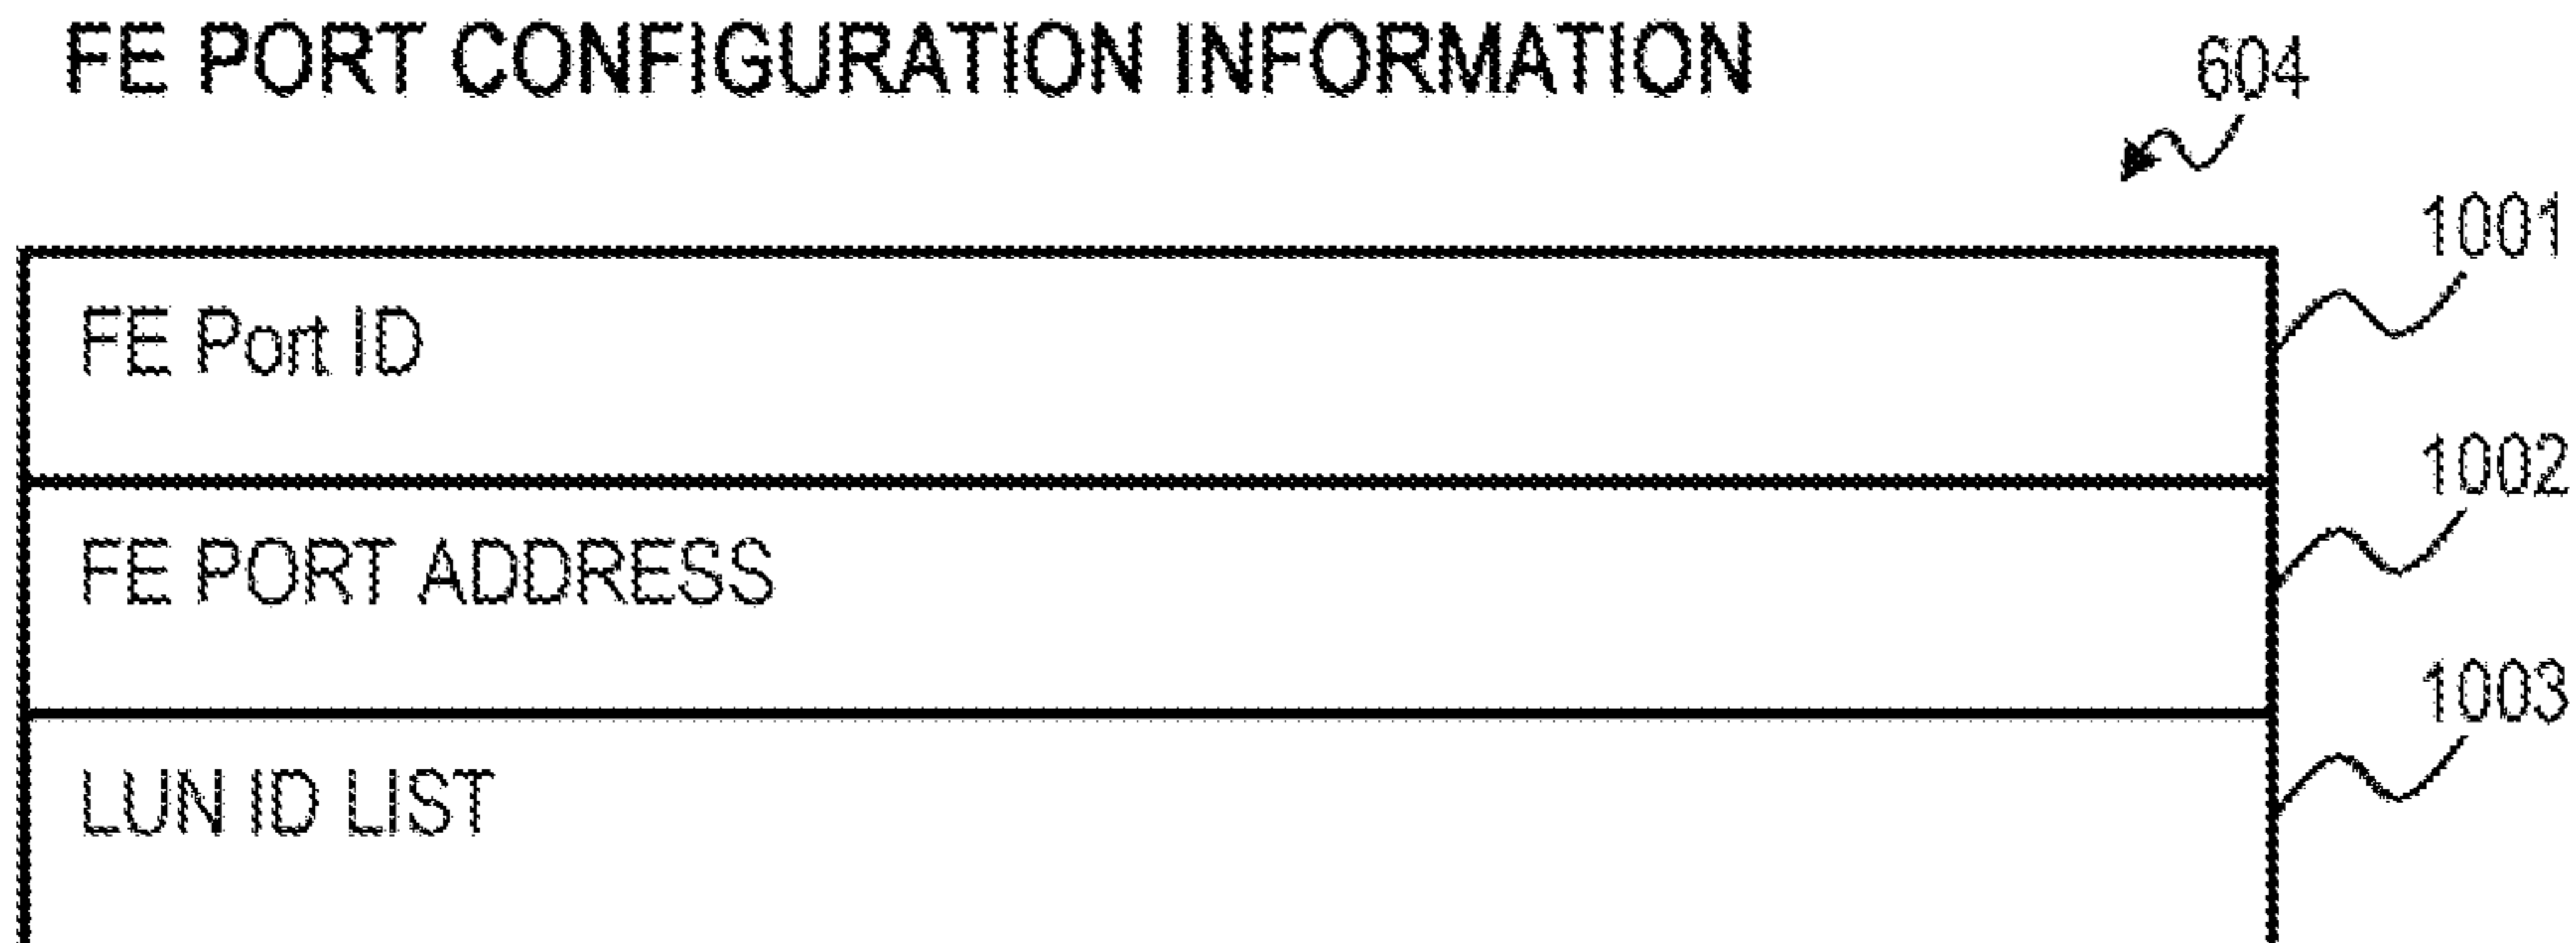 FE PORT CONFIGURATION INFORMATION
604
1001
FE Port ID
1002
FE PORT ADDRESS
1003
LUN ID LIST